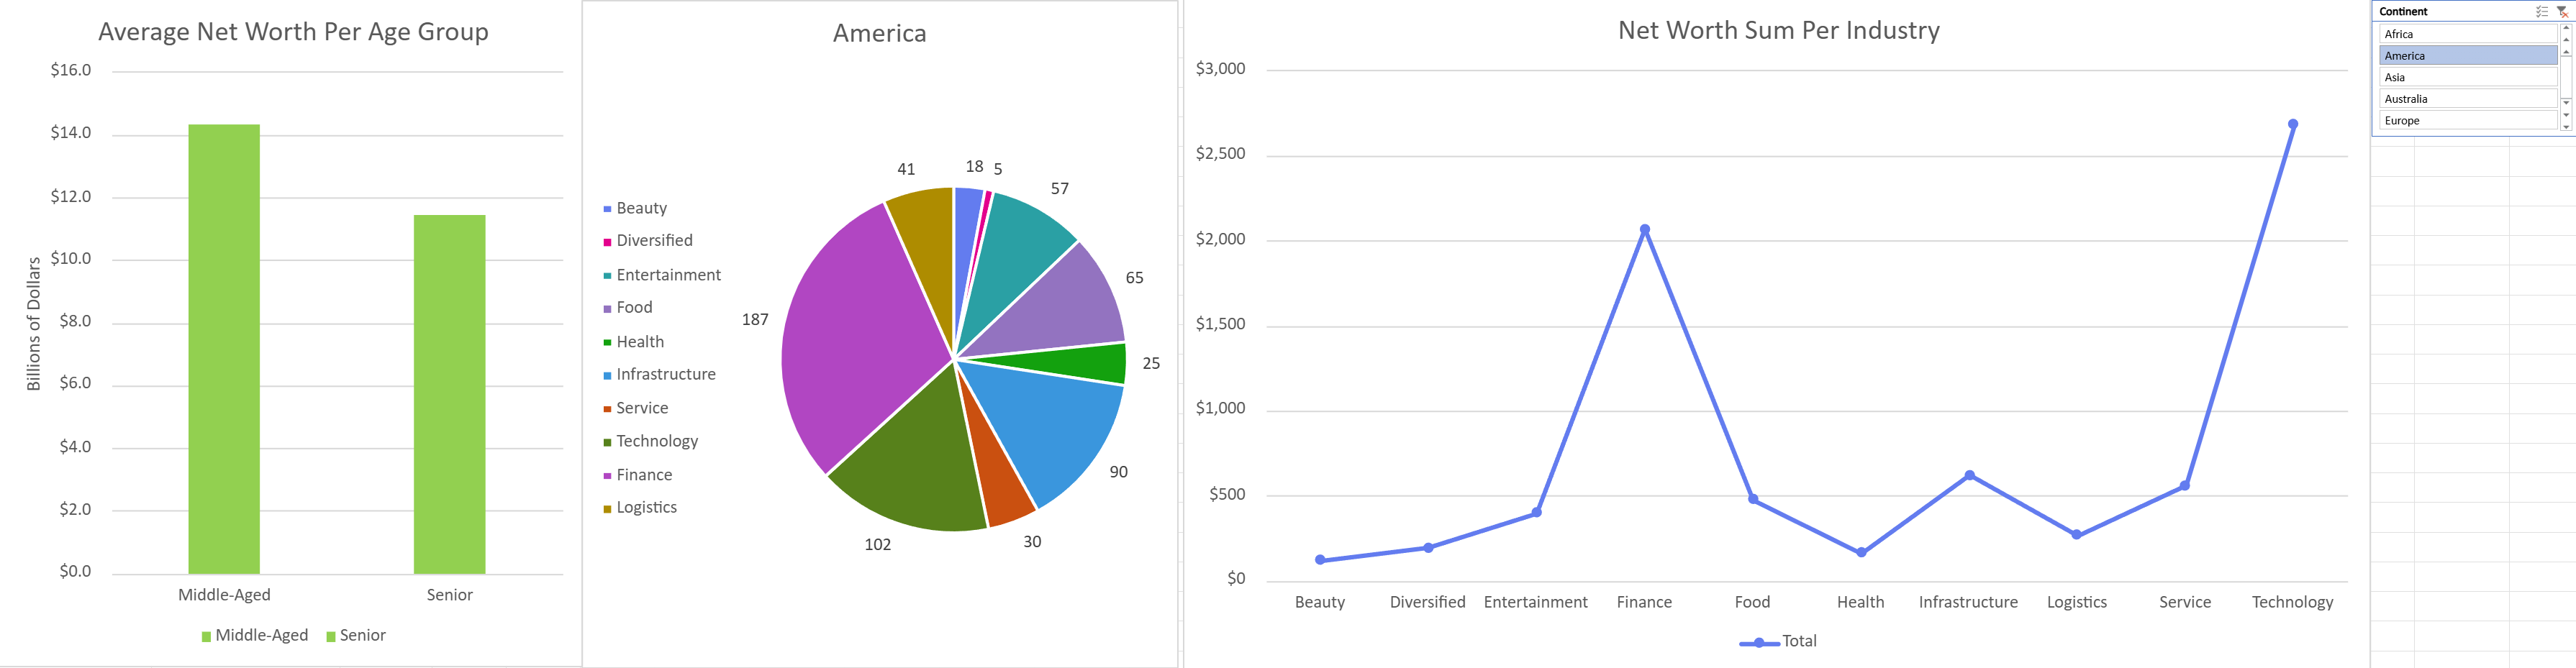 Average Net Worth Per Age Group
$16.0
$14.0
$12.0
$10.0
$8.0
$6.0
$4.0
$2.0
$0.0
Billions of Dollars
Middle-Aged
Senior
Middle-Aged
Senior
America
Beauty
Diversified
Entertainment
Food
Health
Infrastructure
Service
Technology
Finance
Logistics
18
5
57
65
25
90
30
102
187
41
Net Worth Sum Per Industry
$3,000
$2,500
$2,000
$1,500
$1,000
$500
$0
Beauty
Diversified
Entertainment
Finance
Food
Health
Infrastructure
Logistics
Service
Technology
Total
Continent
Africa
America
Asia
Australia
Europe